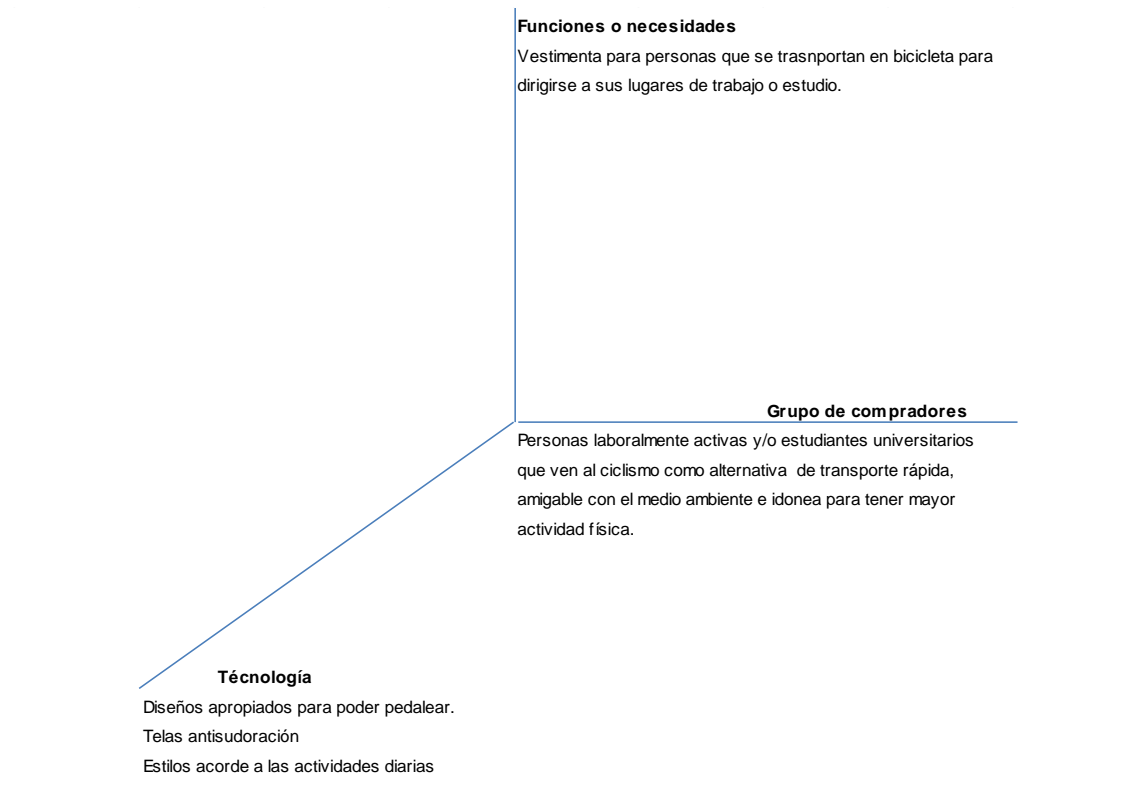 Funciones o necesidades
Vestimenta para personas que se trasnportan en bicicleta para
dirigirse a sus lugares de trabajo o estudio.
Grupo de compradores
Personas laboralmente activas y/o estudiantes universitarios
que ven al ciclismo como alternativa  de transporte rápida,
amigable con el medio ambiente e idonea para tener mayor
actividad física.
Técnología
Diseños apropiados para poder pedalear.
Telas antisudoración
Estilos acorde a las actividades diarias